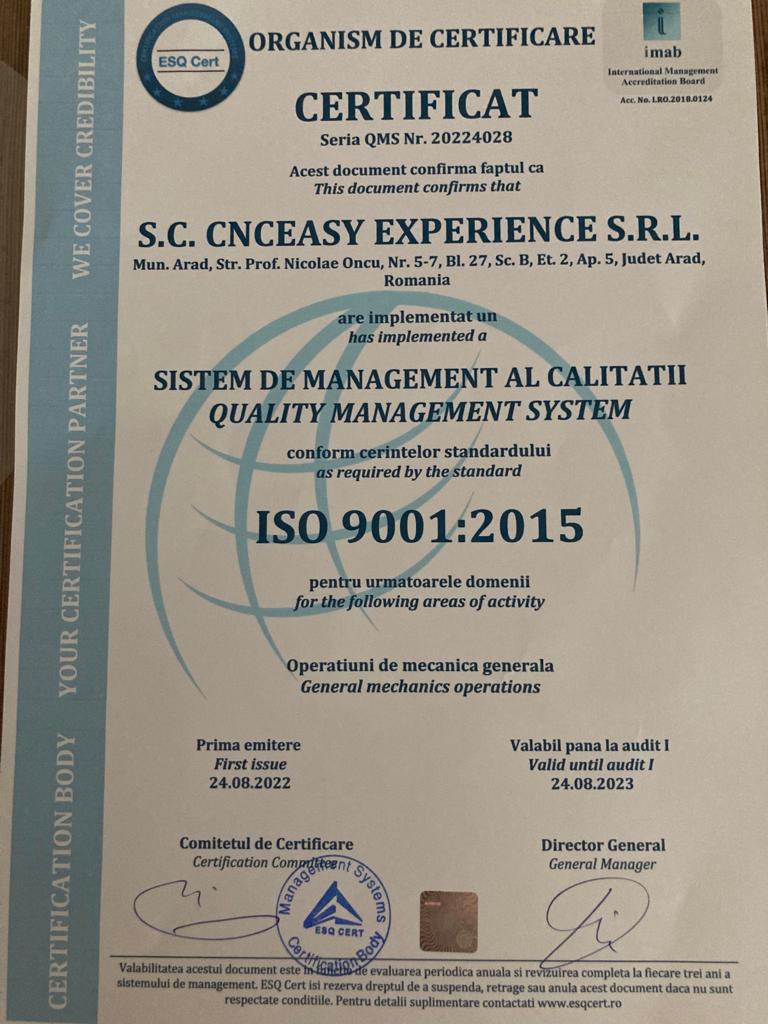 ESQ Cert
ORGANISM DE CERTIFICARE
imab
International Management
Accreditation Board
Acc. No. I.RO.2018.0124
CERTIFICAT
Seria QMS Nr. 20224028
Acest document confirma faptul ca
This document confirms that
S.C. CNCEASY EXPERIENCE S.R.L.
Mun. Arad, Str. Prof. Nicolae Oncu, Nr. 5-7, Bl. 27, Sc. B, Et. 2, Ap. 5, Judet Arad,
Romania
are implementat un
has implemented a
SISTEM DE MANAGEMENT AL CALITATII
QUALITY MANAGEMENT SYSTEM
conform cerintelor standardului
as required by the standard
ISO 9001:2015
pentru urmatoarele domenii
for the following areas of activity
Operatiuni de mecanica generala
General mechanics operations
Prima emitere
First issue
24.08.2022
Valabil pana la audit I
Valid until audit I
24.08.2023
Comitetul de Certificare
Certification Committee
Director General
General Manager
Management Systems
ESQ CERT
Certification Body
Valabilitatea acestui document este in functie de evaluarea periodica anuala si revizuirea completa la fiecare trei ani a
sistemului de management. ESQ Cert isi rezerva dreptul de a suspenda, retrage sau anula acest document daca nu sunt
respectate conditiile. Pentru detalii suplimentare contactati www.esqcert.ro
CERTIFICATION BODY YOUR CERTIFICATION PARTNER WE COVER CREDIBILITY